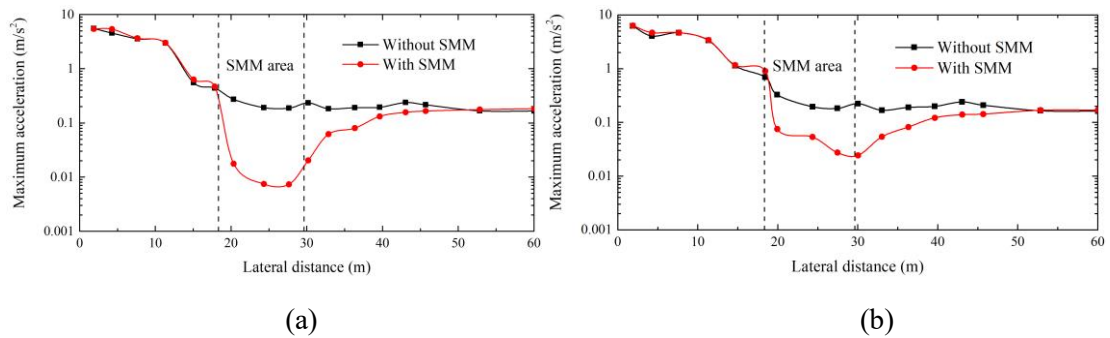 Maximum acceleration (m/s²)
10
1
0.1
0.01
0.001
SMM area
Without SMM
With SMM
0 10 20 30 40 50 60
Lateral distance (m)
(a)
Maximum acceleration (m/s²)
10
1
0.1
0.01
0.001
SMM area
Without SMM
With SMM
0 10 20 30 40 50 60
Lateral distance (m)
(b)